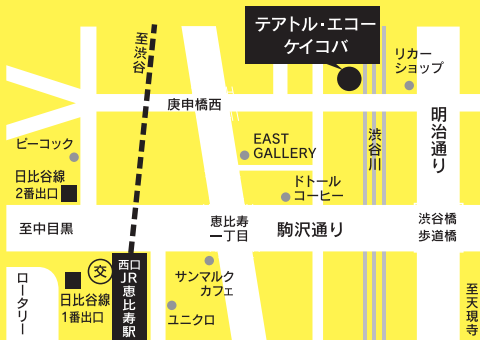 テアトル・エコー
ケイコバ
至渋谷
リカー
ショップ
庚申橋西
明治通り
渋谷川
ピーコック
EAST
GALLERY
日比谷線
2番出口
ドトール
コーヒー
至中目黒
恵比寿
一丁目
駒沢通り
渋谷橋
歩道橋
西口
JR恵比寿駅
交
サンマルク
カフェ
ロータリー
日比谷線
1番出口
ユニクロ
至天現寺